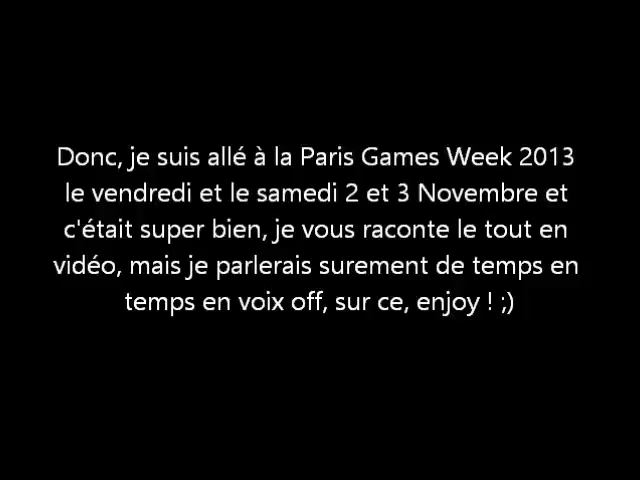 Donc, je suis allé à la Paris Games Week 2013
le vendredi et le samedi 2 et 3 Novembre et
c'était super bien, je vous raconte le tout en
vidéo, mais je parlerais surement de temps en
temps en voix off, sur ce, enjoy ! ;)